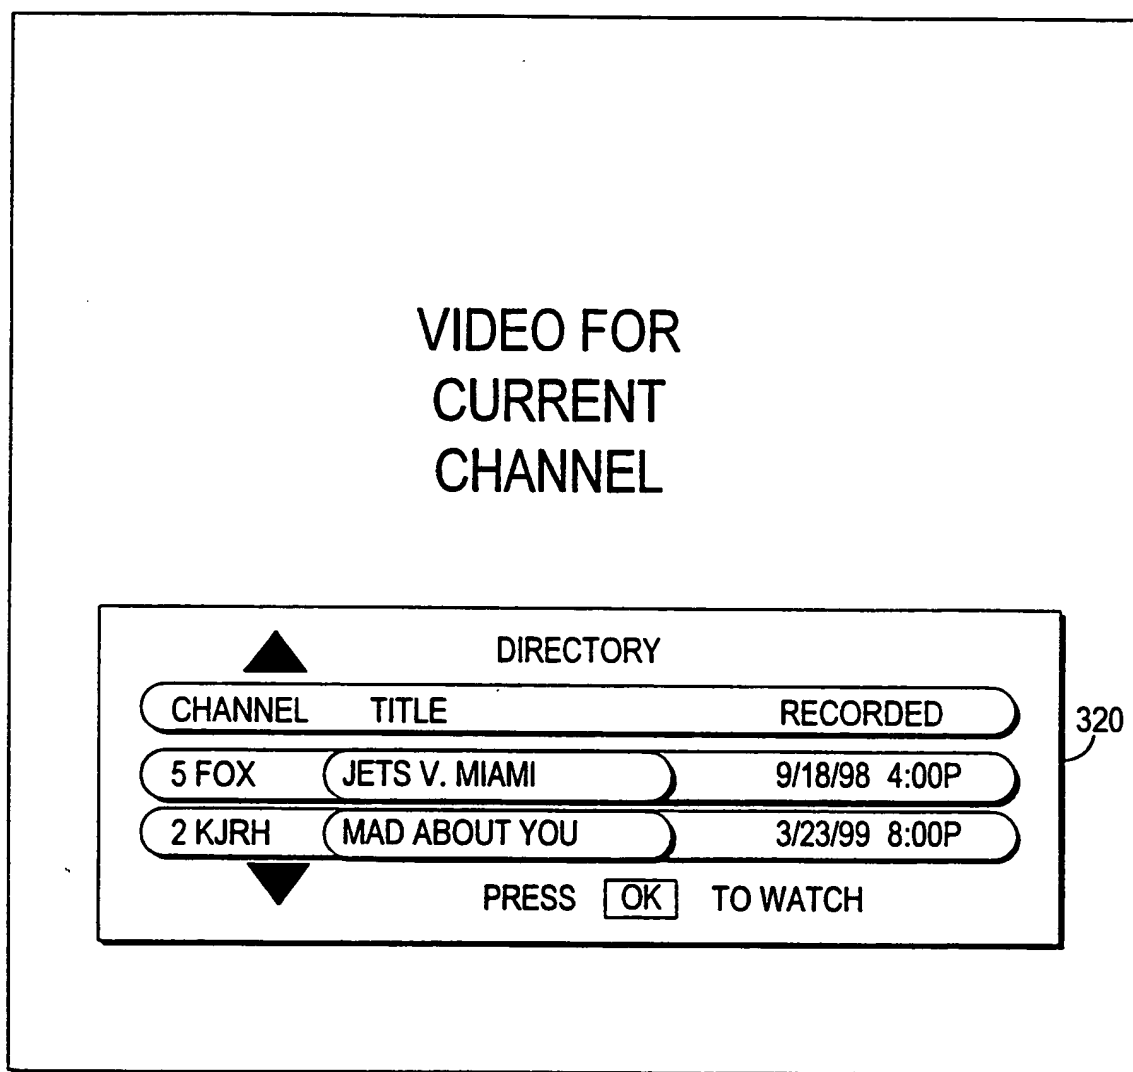 VIDEO FOR
CURRENT
CHANNEL
DIRECTORY
CHANNEL TITLE RECORDED
320
5 FOX JETS V. MIAMI 9/18/98 4:00P
2 KJRH MAD ABOUT YOU 3/23/99 8:00P
PRESS OK TO WATCH